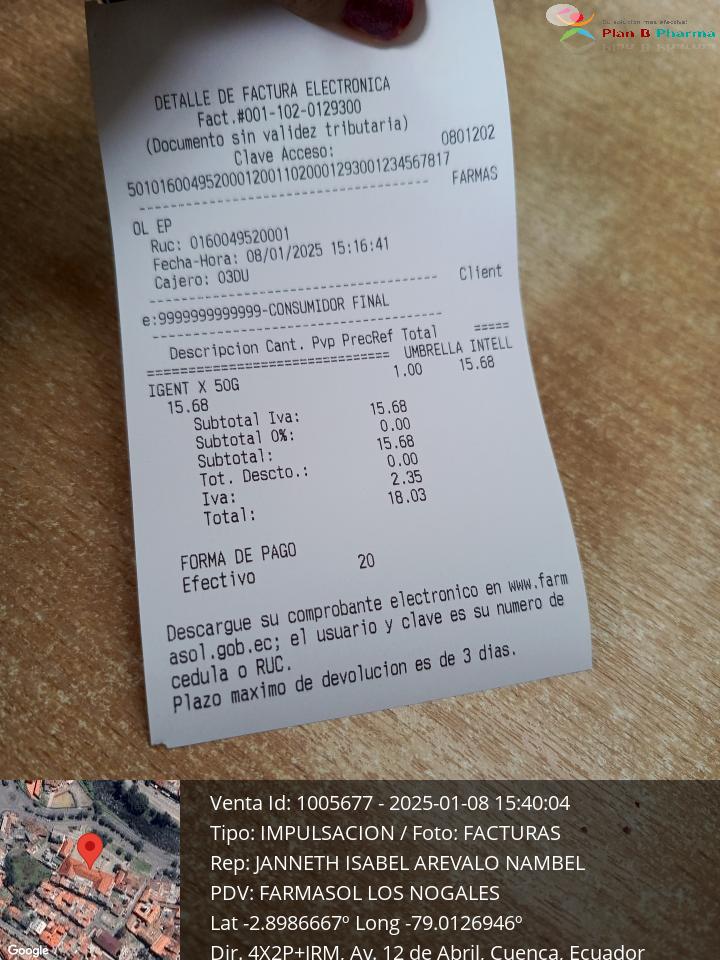 Su solucion mas efectiva!
Plan B Pharma
DETALLE DE FACTURA ELECTRONICA
Fact.#001-102-0129300
(Documento sin validez tributaria)
Clave Acceso: 0801202
501016004952000120011020001293001234567817
FARMAS
OL EP
Ruc: 0160049520001
Fecha-Hora: 08/01/2025 15:16:41
Cajero: 03DU
Client
e:9999999999999-CONSUMIDOR FINAL
Descripcion Cant. Pvp PrecRef Total
UMBRELLA INTELL
IGENT X 50G 1.00 15.68
15.68
Subtotal Iva: 15.68
Subtotal 0%: 0.00
Subtotal: 15.68
Tot. Descto.: 0.00
Iva: 2.35
Total: 18.03
FORMA DE PAGO
Efectivo 20
Descargue su comprobante electronico en www.farm
asol.gob.ec; el usuario y clave es su numero de
cedula o RUC.
Plazo maximo de devolucion es de 3 dias.
Venta Id: 1005677 - 2025-01-08 15:40:04
Tipo: IMPULSACION / Foto: FACTURAS
Rep: JANNETH ISABEL AREVALO NAMBEL
PDV: FARMASOL LOS NOGALES
Lat -2.8986667º Long -79.0126946º
Dir. 4X2P+JRM, Av. 12 de Abril, Cuenca, Ecuador
Google